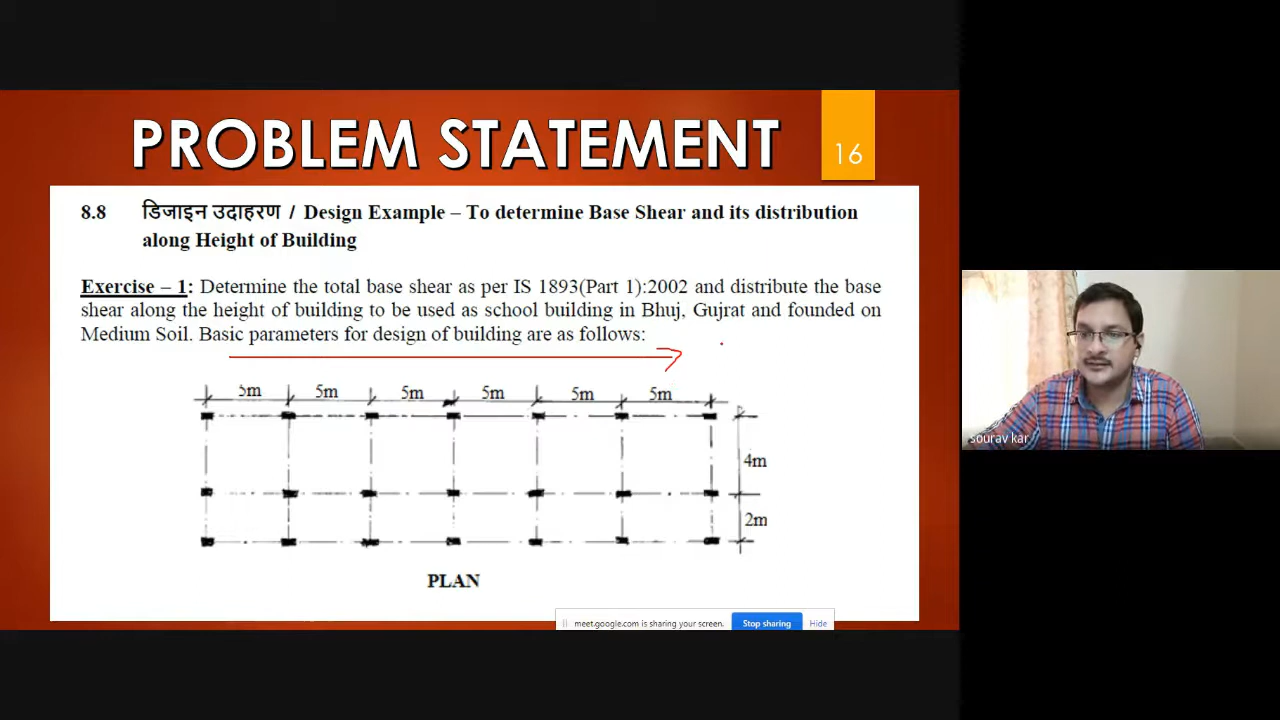 PROBLEM STATEMENT
16
8.8 डिजाइन उदाहरण / Design Example – To determine Base Shear and its distribution
along Height of Building
Exercise – 1: Determine the total base shear as per IS 1893(Part 1):2002 and distribute the base
shear along the height of building to be used as school building in Bhuj, Gujrat and founded on
Medium Soil. Basic parameters for design of building are as follows:
5m 5m 5m 5m 5m 5m
4m
2m
PLAN
sourav kar
meet.google.com is sharing your screen. Stop sharing Hide